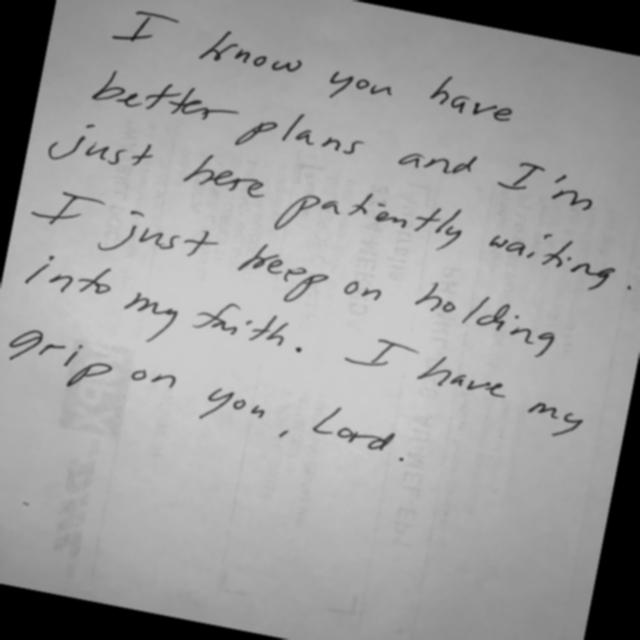 I know you have
better plans and I'm
just here patiently waiting.
I just keep on holding
into my faith. I have my
grip on you, Lord.